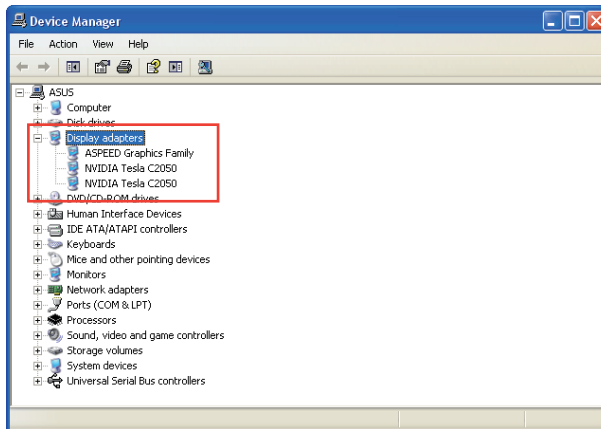 Device Manager
File Action View Help
ASUS
Computer
Disk drives
Display adapters
ASPEED Graphics Family
NVIDIA Tesla C2050
NVIDIA Tesla C2050
DVD/CD-ROM drives
Human Interface Devices
IDE ATA/ATAPI controllers
Keyboards
Mice and other pointing devices
Monitors
Network adapters
Ports (COM & LPT)
Processors
Sound, video and game controllers
Storage volumes
System devices
Universal Serial Bus controllers